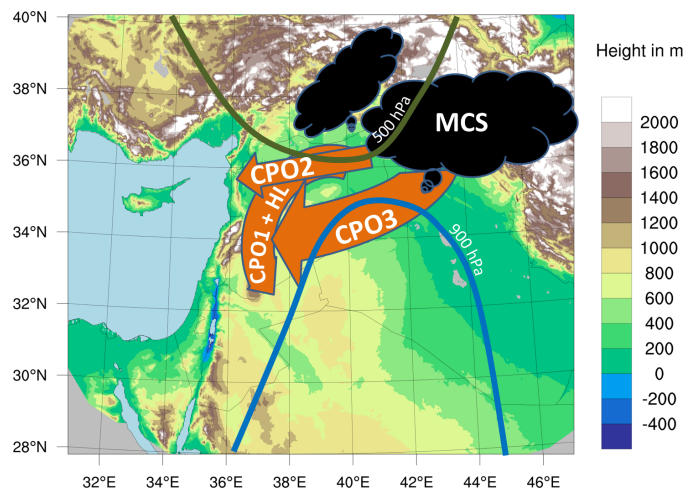 40°N
38°N
36°N
34°N
32°N
30°N
28°N
32°E
34°E
36°E
38°E
40°E
42°E
44°E
46°E
500 hPa
MCS
CPO2
CPO1 + HL
CPO3
900 hPa
Height in m
2000
1800
1600
1400
1200
1000
800
600
400
200
0
-200
-400